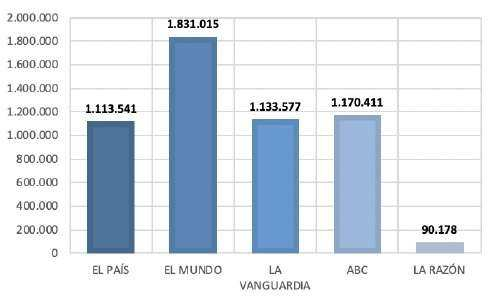 2.000.000
1.800.000
1.600.000
1.400.000
1.200.000
1.000.000
800.000
600.000
400.000
200.000
0
1.113.541
1.831.015
1.133.577
1.170.411
90.178
EL PAÍS
EL MUNDO
LA
VANGUARDIA
ABC
LA RAZÓN